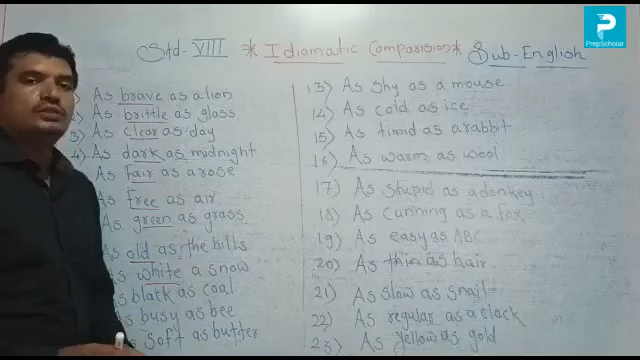 Std- VIII * Idiomatic Comparision * Sub- English
PrepScholar
As brave as a lion
As brittle as glass
3) As clear as day
4) As dark as midnight
As Fair as a rose
As Free as air
As green as grass
As old as the bills
As white a snow
As black as coal
As busy as bee
soft as butter
13) As shy as a mouse
14) As cold as ice
15) As timid as a rabbit
16) As warm as wool
17) As stupid as a donkey
18) As cunning as a fox
19) As easy as ABC
20) As thin as hair
21) As slow as snail
22) As regular as a clock
23) As yellow as gold